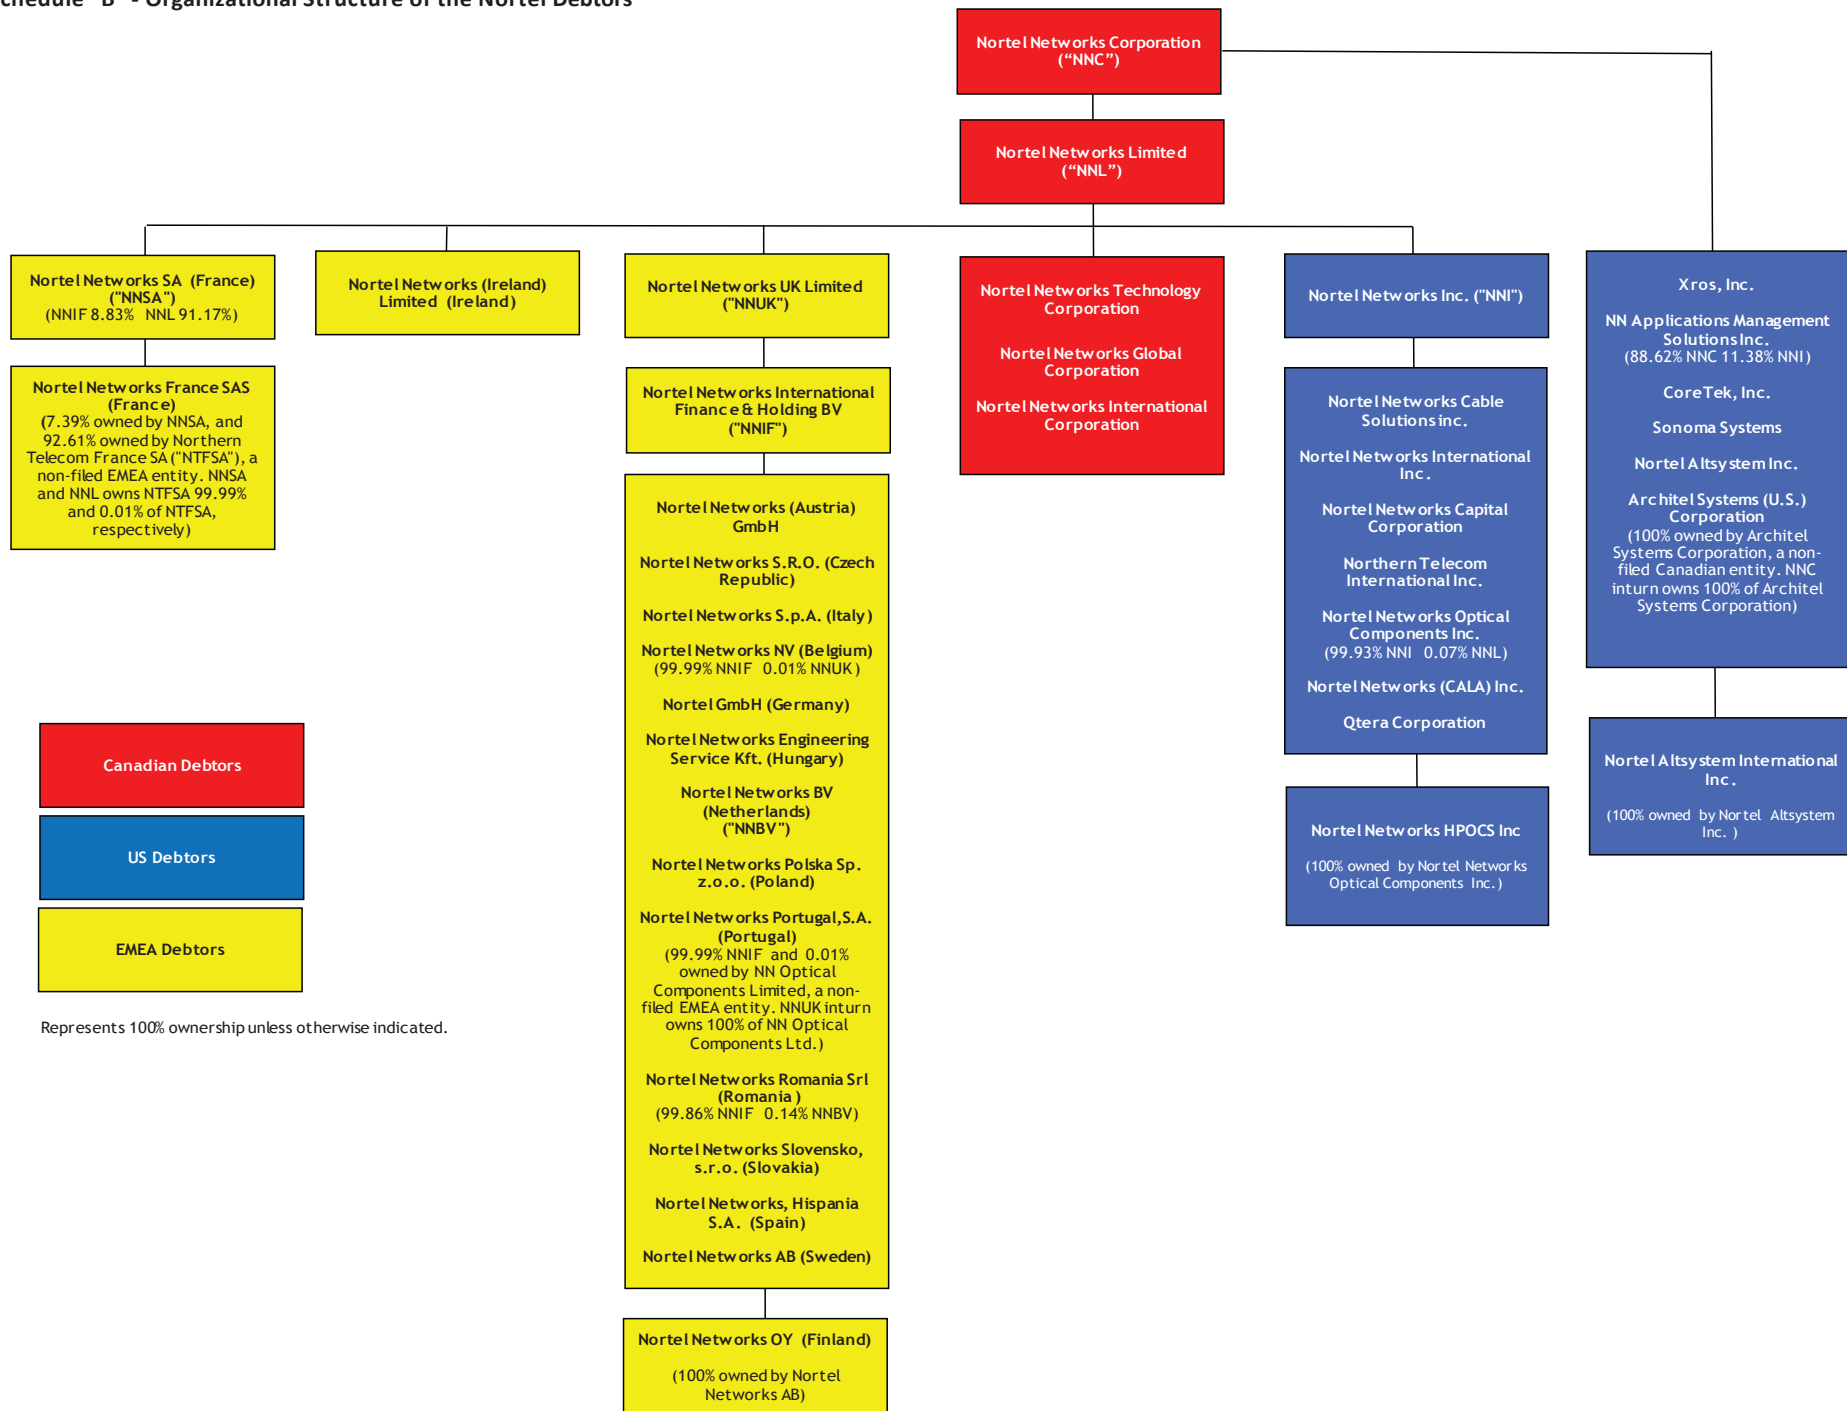 chedule "B" - Organizational Structure of the Nortel Debtors
Nortel Networks Corporation
(“NNC”)
Nortel Networks Limited
(“NNL”)
Nortel Networks SA (France)
("NNSA")
(NNIF 8.83% NNL 91.17%)
Nortel Networks (Ireland)
Limited (Ireland)
Nortel Networks UK Limited
("NNUK")
Nortel Networks Technology
Corporation
Nortel Networks Global
Corporation
Nortel Networks International
Corporation
Nortel Networks Inc. ("NNI")
Xros, Inc.
NN Applications Management
Solutions Inc.
(88.62% NNC 11.38% NNI)
CoreTek, Inc.
Sonoma Systems
Nortel Altsystem Inc.
Architel Systems (U.S.)
Corporation
(100% owned by Architel
Systems Corporation, a non-
filed Canadian entity. NNC
inturn owns 100% of Architel
Systems Corporation)
Nortel Networks France SAS
(France)
(7.39% owned by NNSA, and
92.61% owned by Northern
Telecom France SA ("NTFSA"), a
non-filed EMEA entity. NNSA
and NNL owns NTFSA 99.99%
and 0.01% of NTFSA,
respectively)
Nortel Networks International
Finance & Holding BV
("NNIF")
Nortel Networks Cable
Solutions inc.
Nortel Networks International
Inc.
Nortel Networks Capital
Corporation
Northern Telecom
International Inc.
Nortel Networks Optical
Components Inc.
(99.93% NNI 0.07% NNL)
Nortel Networks (CALA) Inc.
Qtera Corporation
Nortel Networks (Austria)
GmbH
Nortel Networks S.R.O. (Czech
Republic)
Nortel Networks S.p.A. (Italy)
Nortel Networks NV (Belgium)
(99.99% NNIF 0.01% NNUK)
Nortel GmbH (Germany)
Nortel Networks Engineering
Service Kft. (Hungary)
Nortel Networks BV
(Netherlands)
("NNBV")
Nortel Networks Polska Sp.
z.o.o. (Poland)
Nortel Networks Portugal,S.A.
(Portugal)
(99.99% NNIF and 0.01%
owned by NN Optical
Components Limited, a non-
filed EMEA entity. NNUK inturn
owns 100% of NN Optical
Components Ltd.)
Nortel Networks Romania Srl
(Romania)
(99.86% NNIF 0.14% NNBV)
Nortel Networks Slovensko,
s.r.o. (Slovakia)
Nortel Networks, Hispania
S.A. (Spain)
Nortel Networks AB (Sweden)
Nortel Altsystem International
Inc.
(100% owned by Nortel Altsystem
Inc. )
Nortel Networks HPOCS Inc
(100% owned by Nortel Networks
Optical Components Inc.)
Canadian Debtors
US Debtors
EMEA Debtors
Represents 100% ownership unless otherwise indicated.
Nortel Networks OY (Finland)
(100% owned by Nortel
Networks AB)